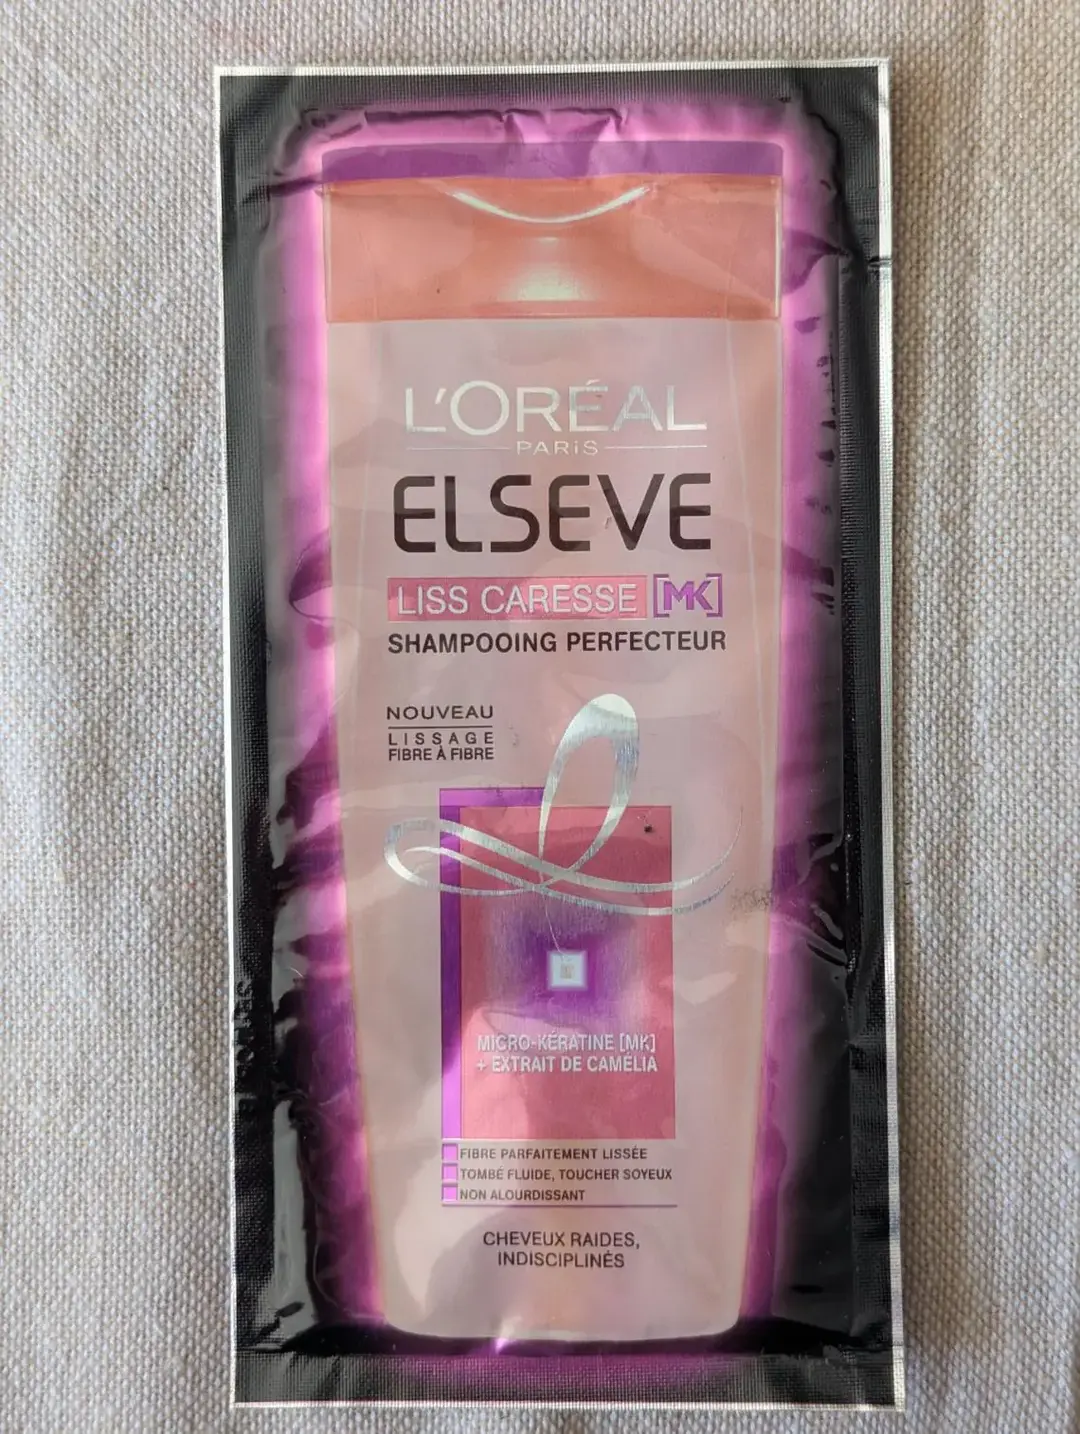 L'ORÉAL
PARIS
ELSEVE
LISS CARESSE [MK]
SHAMPOOING PERFECTEUR
NOUVEAU
LISSAGE
FIBRE À FIBRE
MICRO-KÉRATINE [MK]
+ EXTRAIT DE CAMÉLIA
FIBRE PARFAITEMENT LISSÉE
TOMBÉ FLUIDE, TOUCHER SOYEUX
NON ALOURDISSANT
CHEVEUX RAIDES,
INDISCIPLINÉS